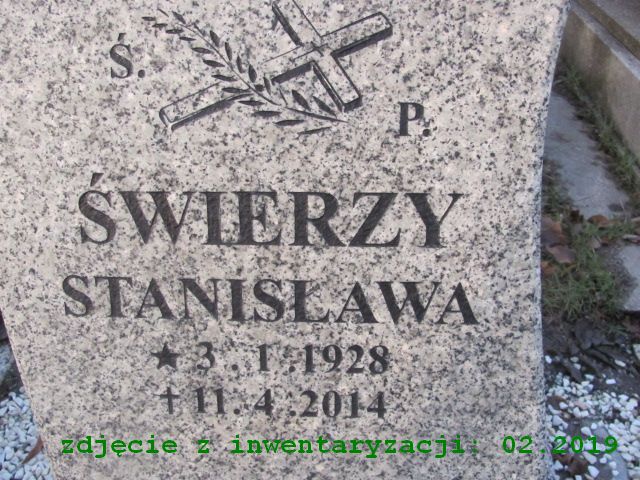 Ś.
P.
ŚWIERZY
STANISŁAWA
★ 3.1.1928
✝ 11.4.2014
zdjęcie z inwentaryzacji: 02.2019